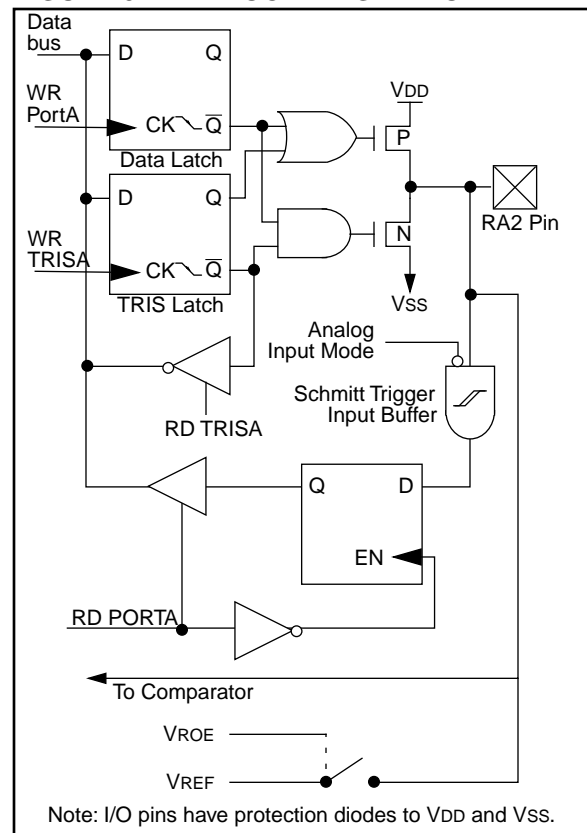 Data
bus
D
Q
VDD
WR
PortA
CK
Q
P
Data Latch
D
Q
RA2 Pin
WR
TRISA
N
CK
Q
VSS
TRIS Latch
Analog
Input Mode
Schmitt Trigger
Input Buffer
RD TRISA
Q
D
EN
RD PORTA
To Comparator
VROE
VREF
Note: I/O pins have protection diodes to VDD and VSS.